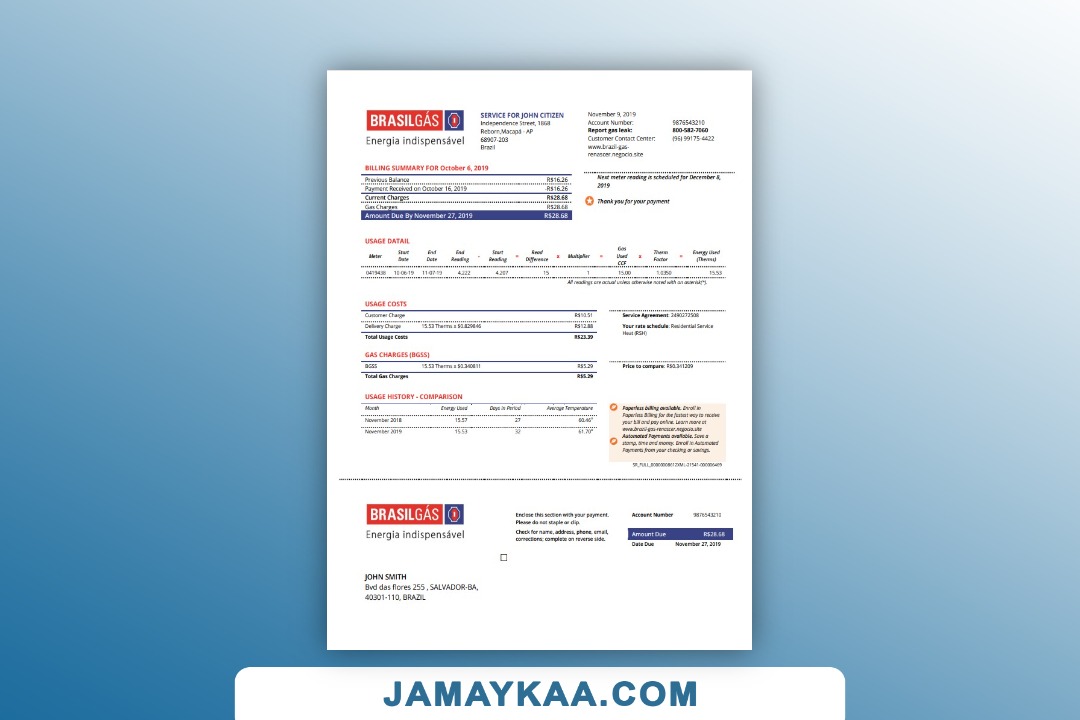 BRASILGÁS
Energia indispensável
SERVICE FOR JOHN CITIZEN
Independence Street, 1868
Reborn,Macapá - AP
68907-203
Brazil
November 9, 2019
Account Number: 9876543210
Report gas leak: 800-582-7060
Customer Contact Center: (96) 99175-4422
www.brazil-gas-
renascer.negocio.site
BILLING SUMMARY FOR October 6, 2019
Previous Balance R$16.26
Payment Received on October 16, 2019 -R$16.26
Current Charges R$28.68
Gas Charges R$28.68
Amount Due By November 27, 2019 R$28.68
Next meter reading is scheduled for December 8,
2019
Thank you for your payment
USAGE DATAIL
Meter Start Date End Date End Reading - Start Reading = Read Difference x Multiplier = Gas Used CCF x Therm Factor = Energy Used (Therms)
0419438 10-06-19 11-07-19 4.222 4.207 15 1 15.00 1.0350 15.53
All readings are actual unless otherwise noted with an asterisk(*).
USAGE COSTS
Customer Charge R$10.51
Delivery Charge 15.53 Therms x $0.829846 R$12.88
Total Usage Costs R$23.39
Service Agreement: 2490272508
Your rate schedule: Residential Service
Heat (RSH)
GAS CHARGES (BGSS)
BGSS 15.53 Therms x $0.340811 R$5.29
Total Gas Charges R$5.29
Price to compare: R$0.341209
USAGE HISTORY - COMPARISON
Month Energy Used Days in Period Average Temperature
November 2018 15.57 27 60.46°
November 2019 15.53 32 61.70°
Paperless billing available. Enroll in
Paperless Billing for the fastest way to receive
your bill and pay online. Learn more at
www.brasil-gas-renascer.negocio.site
Automated Payments available. Save a
stamp, time and money. Enroll in Automated
Payments from your checking or savings.
BRASILGÁS
Energia indispensável
Enclose this section with your payment.
Please do not staple or clip.
Check for name, address, phone, email,
corrections; complete on reverse side.
Account Number 9876543210
Amount Due R$28.68
Date Due November 27, 2019
JOHN SMITH
Bvd das flores 255 , SALVADOR-BA,
40301-110, BRAZIL
JAMAYKAA.COM